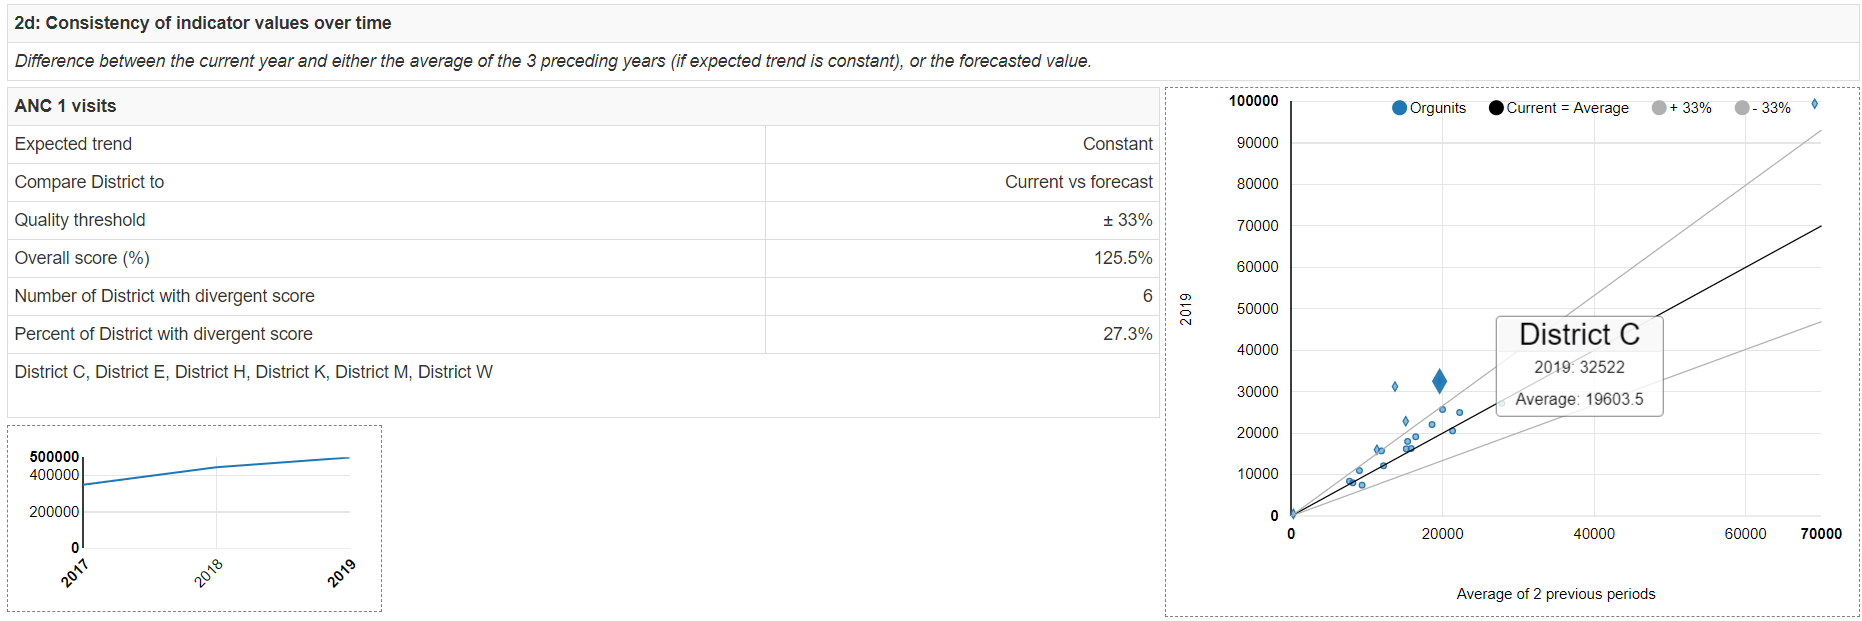 2d: Consistency of indicator values over time
Difference between the current year and either the average of the 3 preceding years (if expected trend is constant), or the forecasted value.
ANC 1 visits
Expected trend Constant
Compare District to Current vs forecast
Quality threshold ± 33%
Overall score (%) 125.5%
Number of District with divergent score 6
Percent of District with divergent score 27.3%
District C, District E, District H, District K, District M, District W
500000
400000
200000
0
2017 2018 2019
Orgunits Current = Average + 33% - 33%
100000
90000
80000
70000
60000
50000
40000
30000
20000
10000
0
2019
District C
2019: 32522
Average: 19603.5
0 20000 40000 60000 70000
Average of 2 previous periods